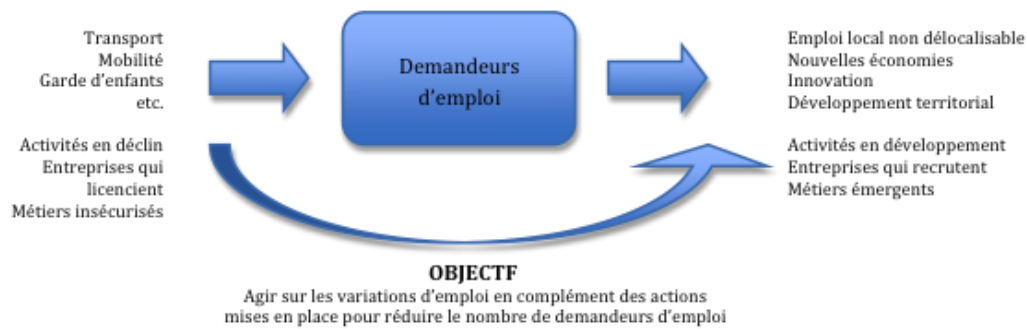 Transport
Mobilité
Garde d'enfants
etc.
Activités en déclin
Entreprises qui
licencient
Métiers insécurisés
Demandeurs
d'emploi
Emploi local non délocalisable
Nouvelles économies
Innovation
Développement territorial
Activités en développement
Entreprises qui recrutent
Métiers émergents
OBJECTF
Agir sur les variations d'emploi en complément des actions
mises en place pour réduire le nombre de demandeurs d'emploi